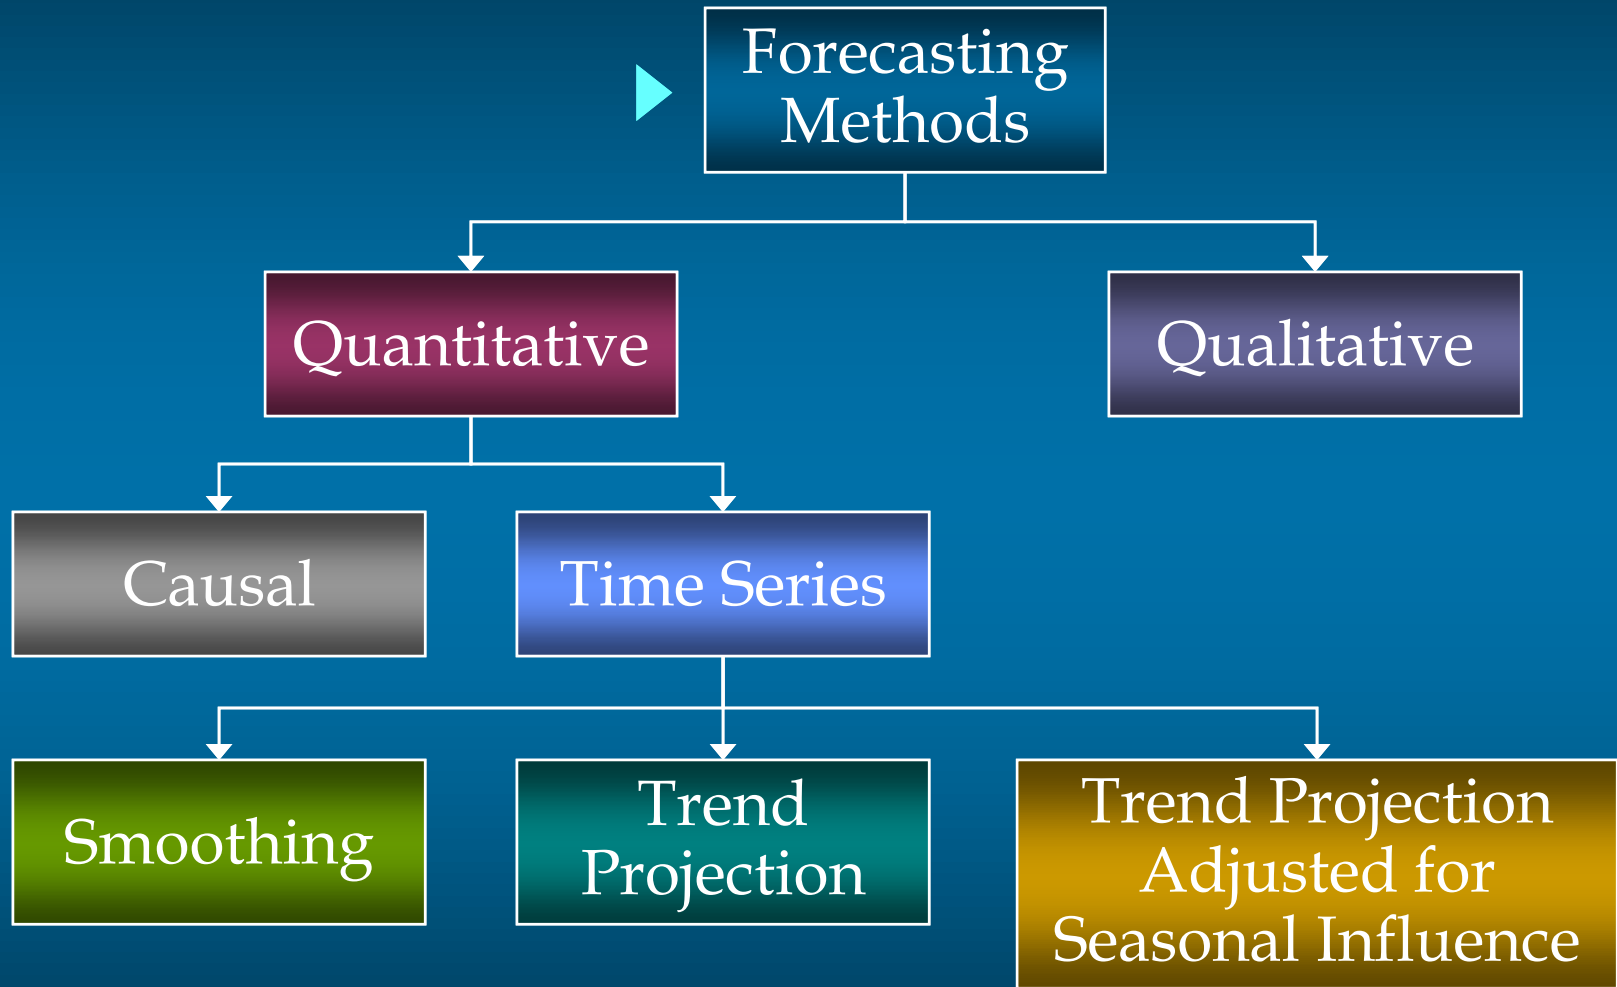 Forecasting
Methods
Quantitative
Qualitative
Causal
Time Series
Smoothing
Trend
Projection
Trend Projection
Adjusted for
Seasonal Influence